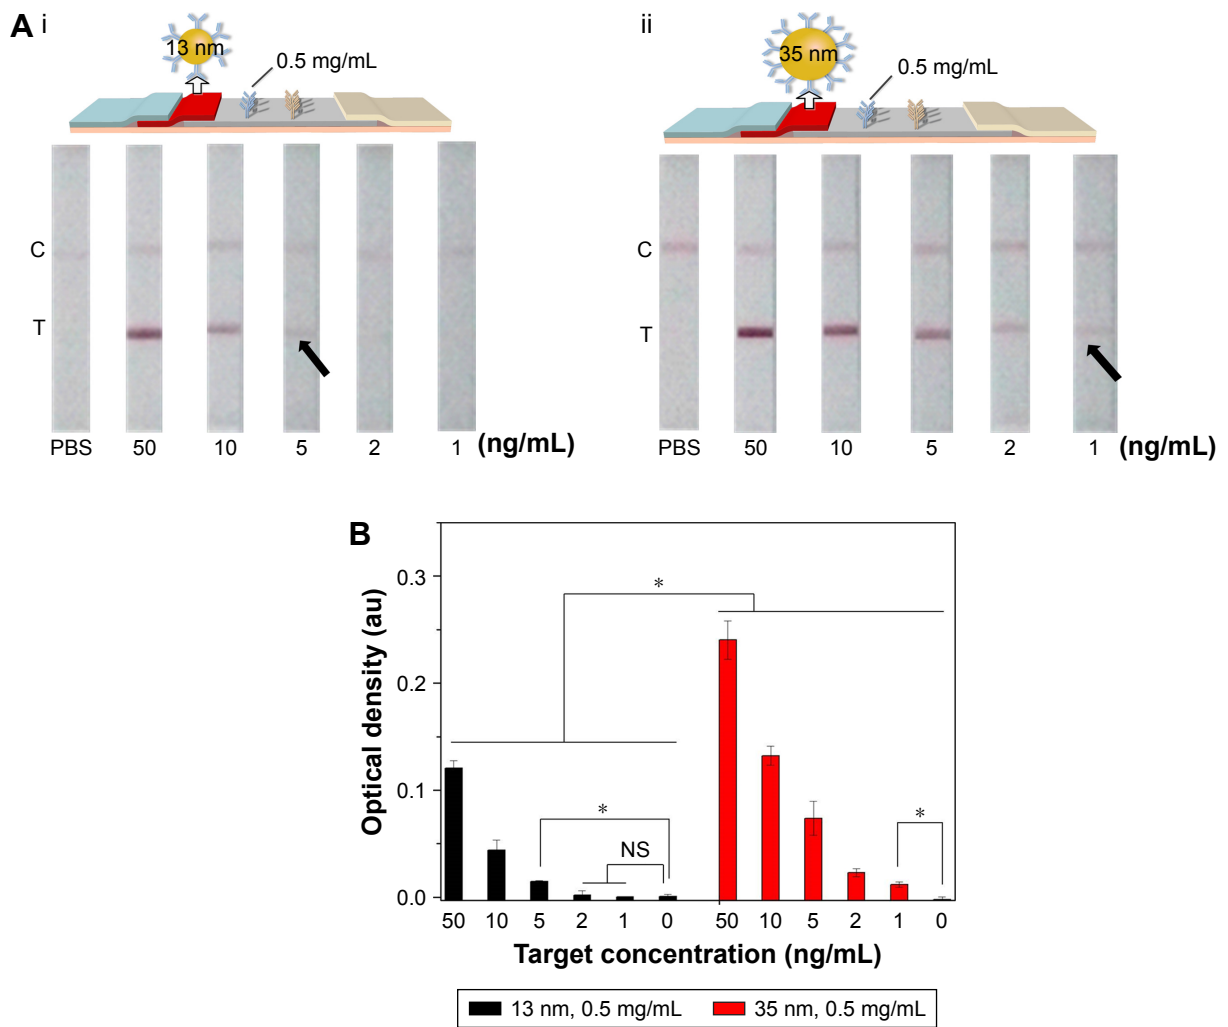 A i
13 nm
0.5 mg/mL
C
T
PBS 50 10 5 2 1 (ng/mL)
ii
35 nm
0.5 mg/mL
C
T
PBS 50 10 5 2 1 (ng/mL)
B
Optical density (au)
0.3
0.2
0.1
0.0
*
*
NS
*
50 10 5 2 1 0 50 10 5 2 1 0
Target concentration (ng/mL)
13 nm, 0.5 mg/mL 35 nm, 0.5 mg/mL